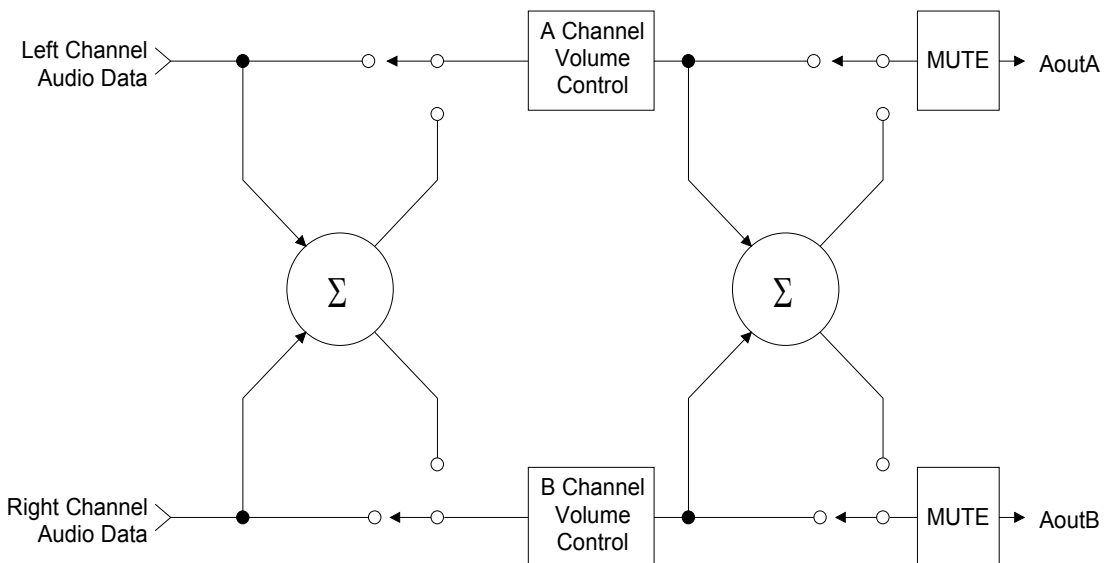 Left Channel
Audio Data
A Channel
Volume
Control
MUTE
AoutA
Σ
Σ
Right Channel
Audio Data
B Channel
Volume
Control
MUTE
AoutB